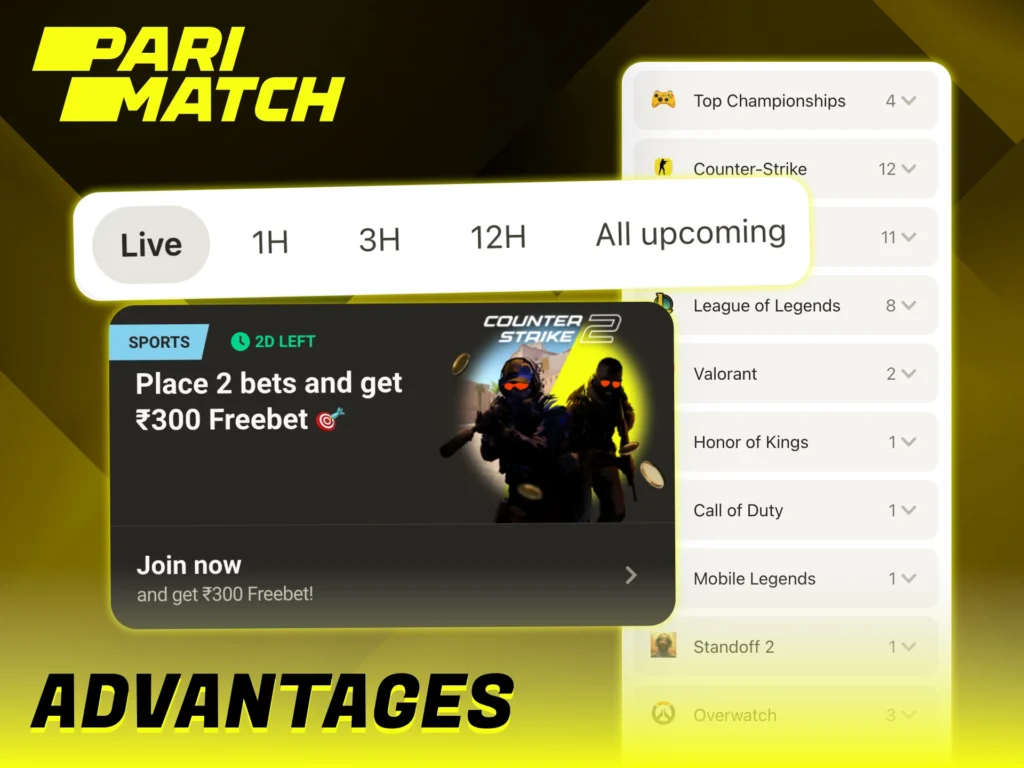 PARI
MATCH
Top Championships 4
Counter-Strike 12
11
Live 1H 3H 12H All upcoming
League of Legends 8
Valorant 2
Honor of Kings 1
Call of Duty 1
Mobile Legends 1
Standoff 2 1
Overwatch 3
SPORTS 2D LEFT
COUNTER
STRIKE 2
Place 2 bets and get
₹300 Freebet
Join now
and get ₹300 Freebet!
ADVANTAGES